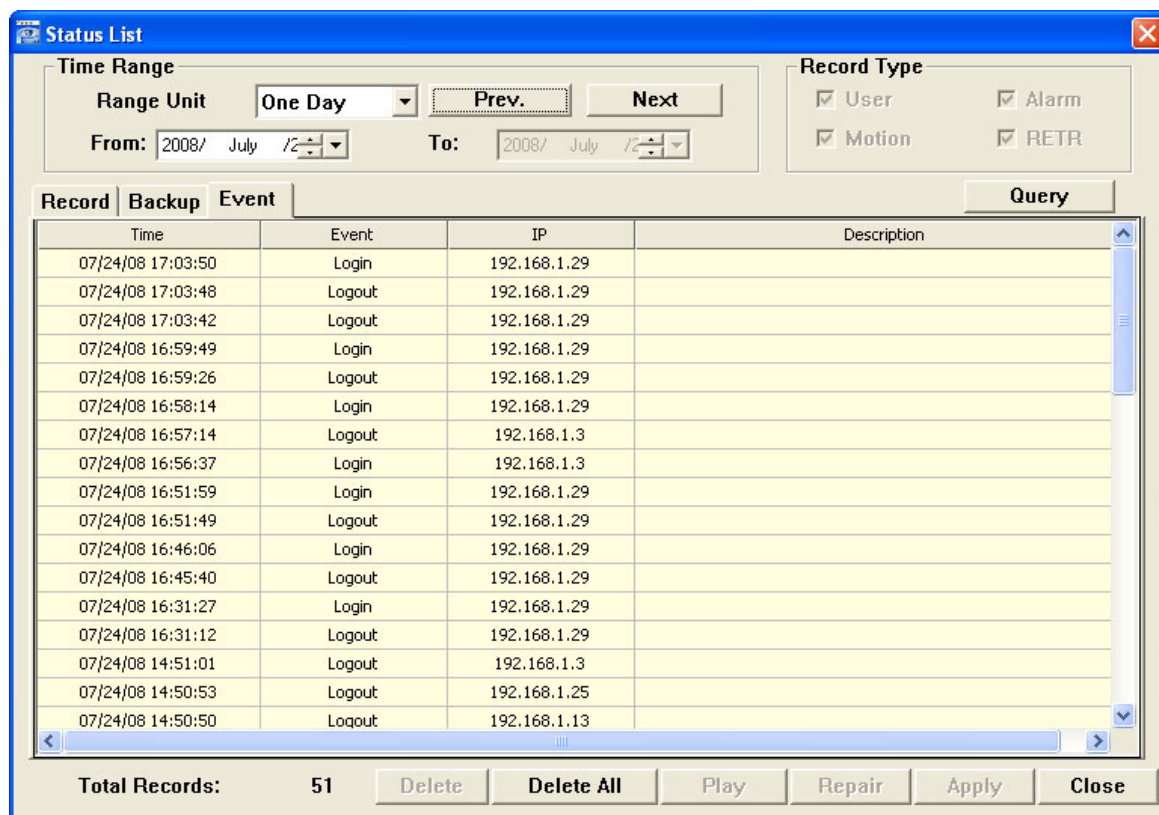 Status List
Time Range
Record Type
Range Unit One Day Prev. Next
User Alarm
From: 2008/ July /2 To: 2008/ July /2
Motion RETR
Record Backup Event
Query
Time Event IP Description
07/24/08 17:03:50 Login 192.168.1.29
07/24/08 17:03:48 Logout 192.168.1.29
07/24/08 17:03:42 Logout 192.168.1.29
07/24/08 16:59:49 Login 192.168.1.29
07/24/08 16:59:26 Logout 192.168.1.29
07/24/08 16:58:14 Login 192.168.1.29
07/24/08 16:57:14 Logout 192.168.1.3
07/24/08 16:56:37 Login 192.168.1.3
07/24/08 16:51:59 Login 192.168.1.29
07/24/08 16:51:49 Logout 192.168.1.29
07/24/08 16:46:06 Login 192.168.1.29
07/24/08 16:45:40 Logout 192.168.1.29
07/24/08 16:31:27 Login 192.168.1.29
07/24/08 16:31:12 Logout 192.168.1.29
07/24/08 14:51:01 Logout 192.168.1.3
07/24/08 14:50:53 Logout 192.168.1.25
07/24/08 14:50:50 Logout 192.168.1.13
Total Records: 51 Delete Delete All Play Repair Apply Close